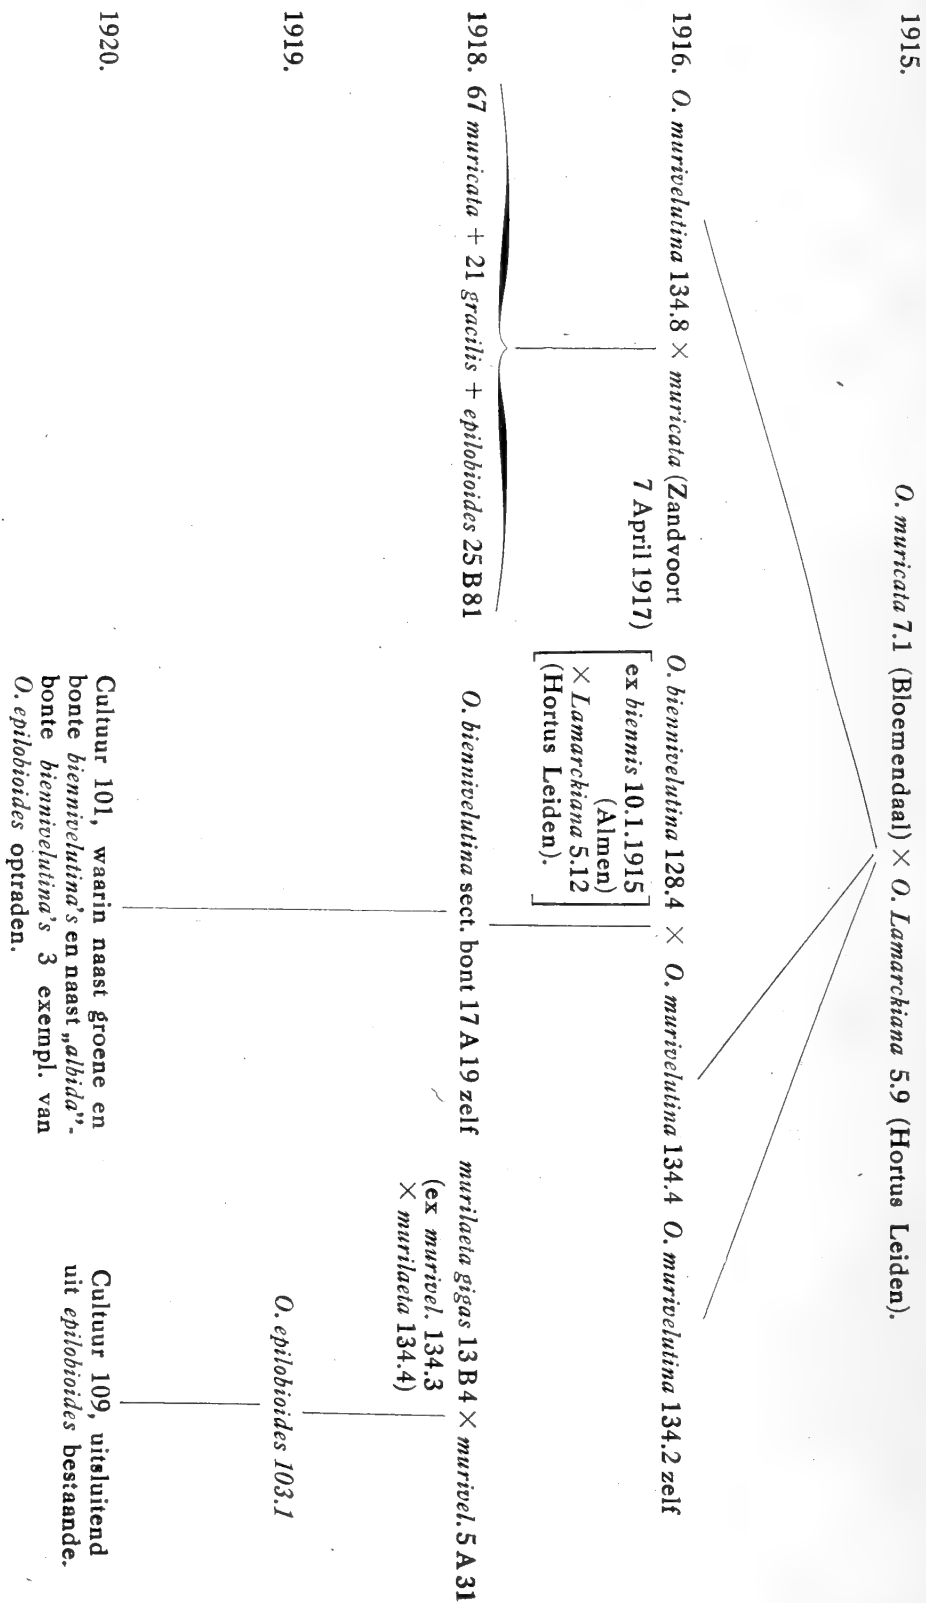 1915.
O. muricata 7.1 (Bloemendaal) × O. Lamarckiana 5.9 (Hortus Leiden).
1916. O. murivelutina 134.8 × muricata (Zandvoort
7 April 1917)
O. biennivelutina 128.4 × O. murivelutina 134.4
[ex biennis 10.1.1915
(Almen)
× Lamarckiana 5.12
(Hortus Leiden).]
O. murivelutina 134.2 zelf
1918. 67 muricata + 21 gracilis + epilobioides 25 B 81
O. biennivelutina sect. bont 17 A 19 zelf
murilaeta gigas 13 B 4 × murivel. 5 A 31
(ex murivel. 134.3
× murilaeta 134.4)
1919.
O. epilobioides 103.1
1920.
Cultuur 101, waarin naast groene en
bonte biennivelutina's en naast „albida”-
bonte biennivelutina's 3 exempl. van
O. epilobioides optraden.
Cultuur 109, uitsluitend
uit epilobioides bestaande.